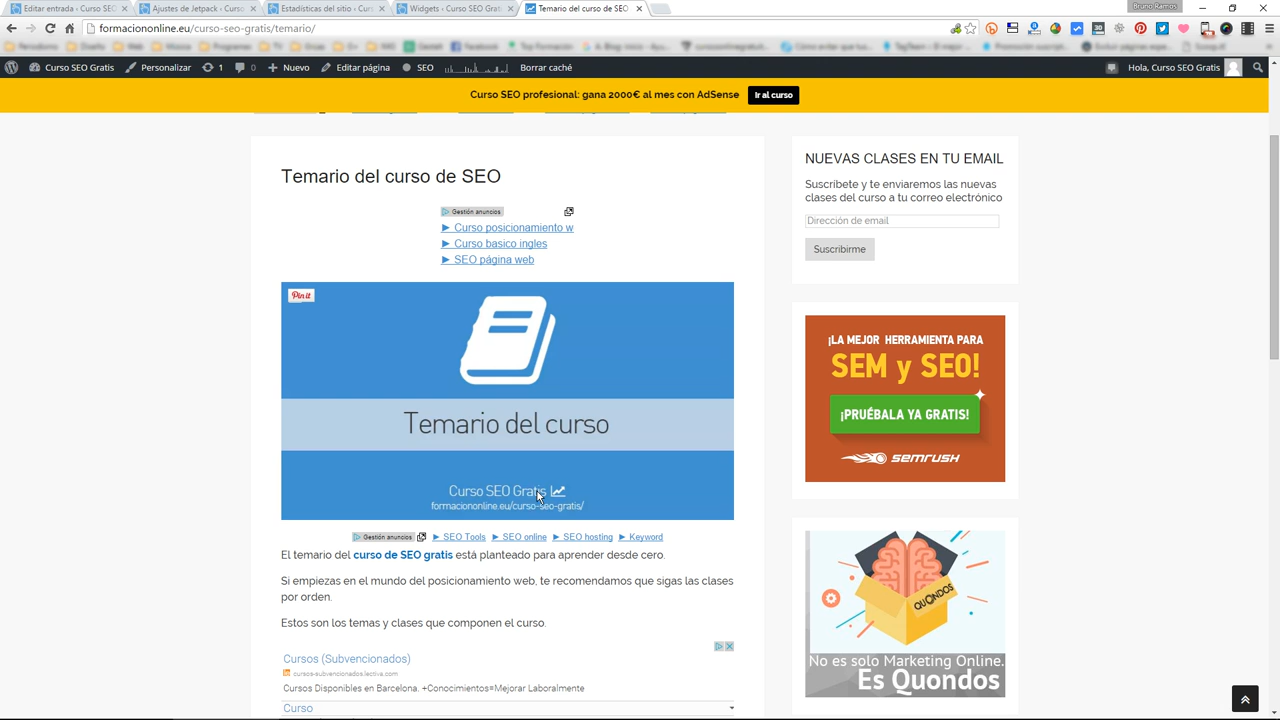 Bruno Ramos
Editar entrada ‹ Curso SEO
Ajustes de Jetpack ‹ Curso
Estadísticas del sitio ‹ Curso
Widgets ‹ Curso SEO Grat
Temario del curso de SEO
formaciononline.eu/curso-seo-gratis/temario/
Curso SEO Gratis
Personalizar
1
0
Nuevo
Editar página
SEO
Borrar caché
Hola, Curso SEO Gratis
Curso SEO profesional: gana 2000€ al mes con AdSense
Ir al curso
Temario del curso de SEO
Gestión anuncios
► Curso posicionamiento w
► Curso basico ingles
► SEO página web
Pin it
Temario del curso
Curso SEO Gratis
formaciononline.eu/curso-seo-gratis/
Gestión anuncios ► SEO Tools ► SEO online ► SEO hosting ► Keyword
El temario del curso de SEO gratis está planteado para aprender desde cero.
Si empiezas en el mundo del posicionamiento web, te recomendamos que sigas las clases
por orden.
Estos son los temas y clases que componen el curso.
Cursos (Subvencionados)
cursos-subvencionados.lectiva.com
Cursos Disponibles en Barcelona. +Conocimientos=Mejorar Laboralmente
Curso
NUEVAS CLASES EN TU EMAIL
Suscríbete y te enviaremos las nuevas
clases del curso a tu correo electrónico
Dirección de email
Suscribirme
¡LA MEJOR HERRAMIENTA PARA
SEM y SEO!
¡PRUÉBALA YA GRATIS!
SEMRUSH
QUONDOS
No es solo Marketing Online.
Es Quondos